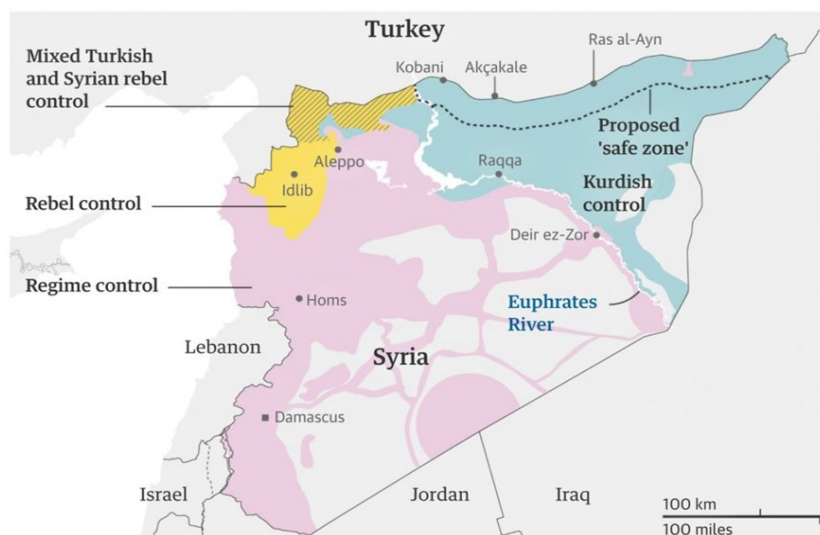 Turkey
Mixed Turkish
and Syrian rebel
control
Kobani
Akçakale
Ras al-Ayn
Proposed
'safe zone'
Aleppo
Idlib
Raqqa
Kurdish
control
Rebel control
Deir ez-Zor
Regime control
Homs
Euphrates
River
Lebanon
Syria
Damascus
Israel
Jordan
Iraq
100 km
100 miles